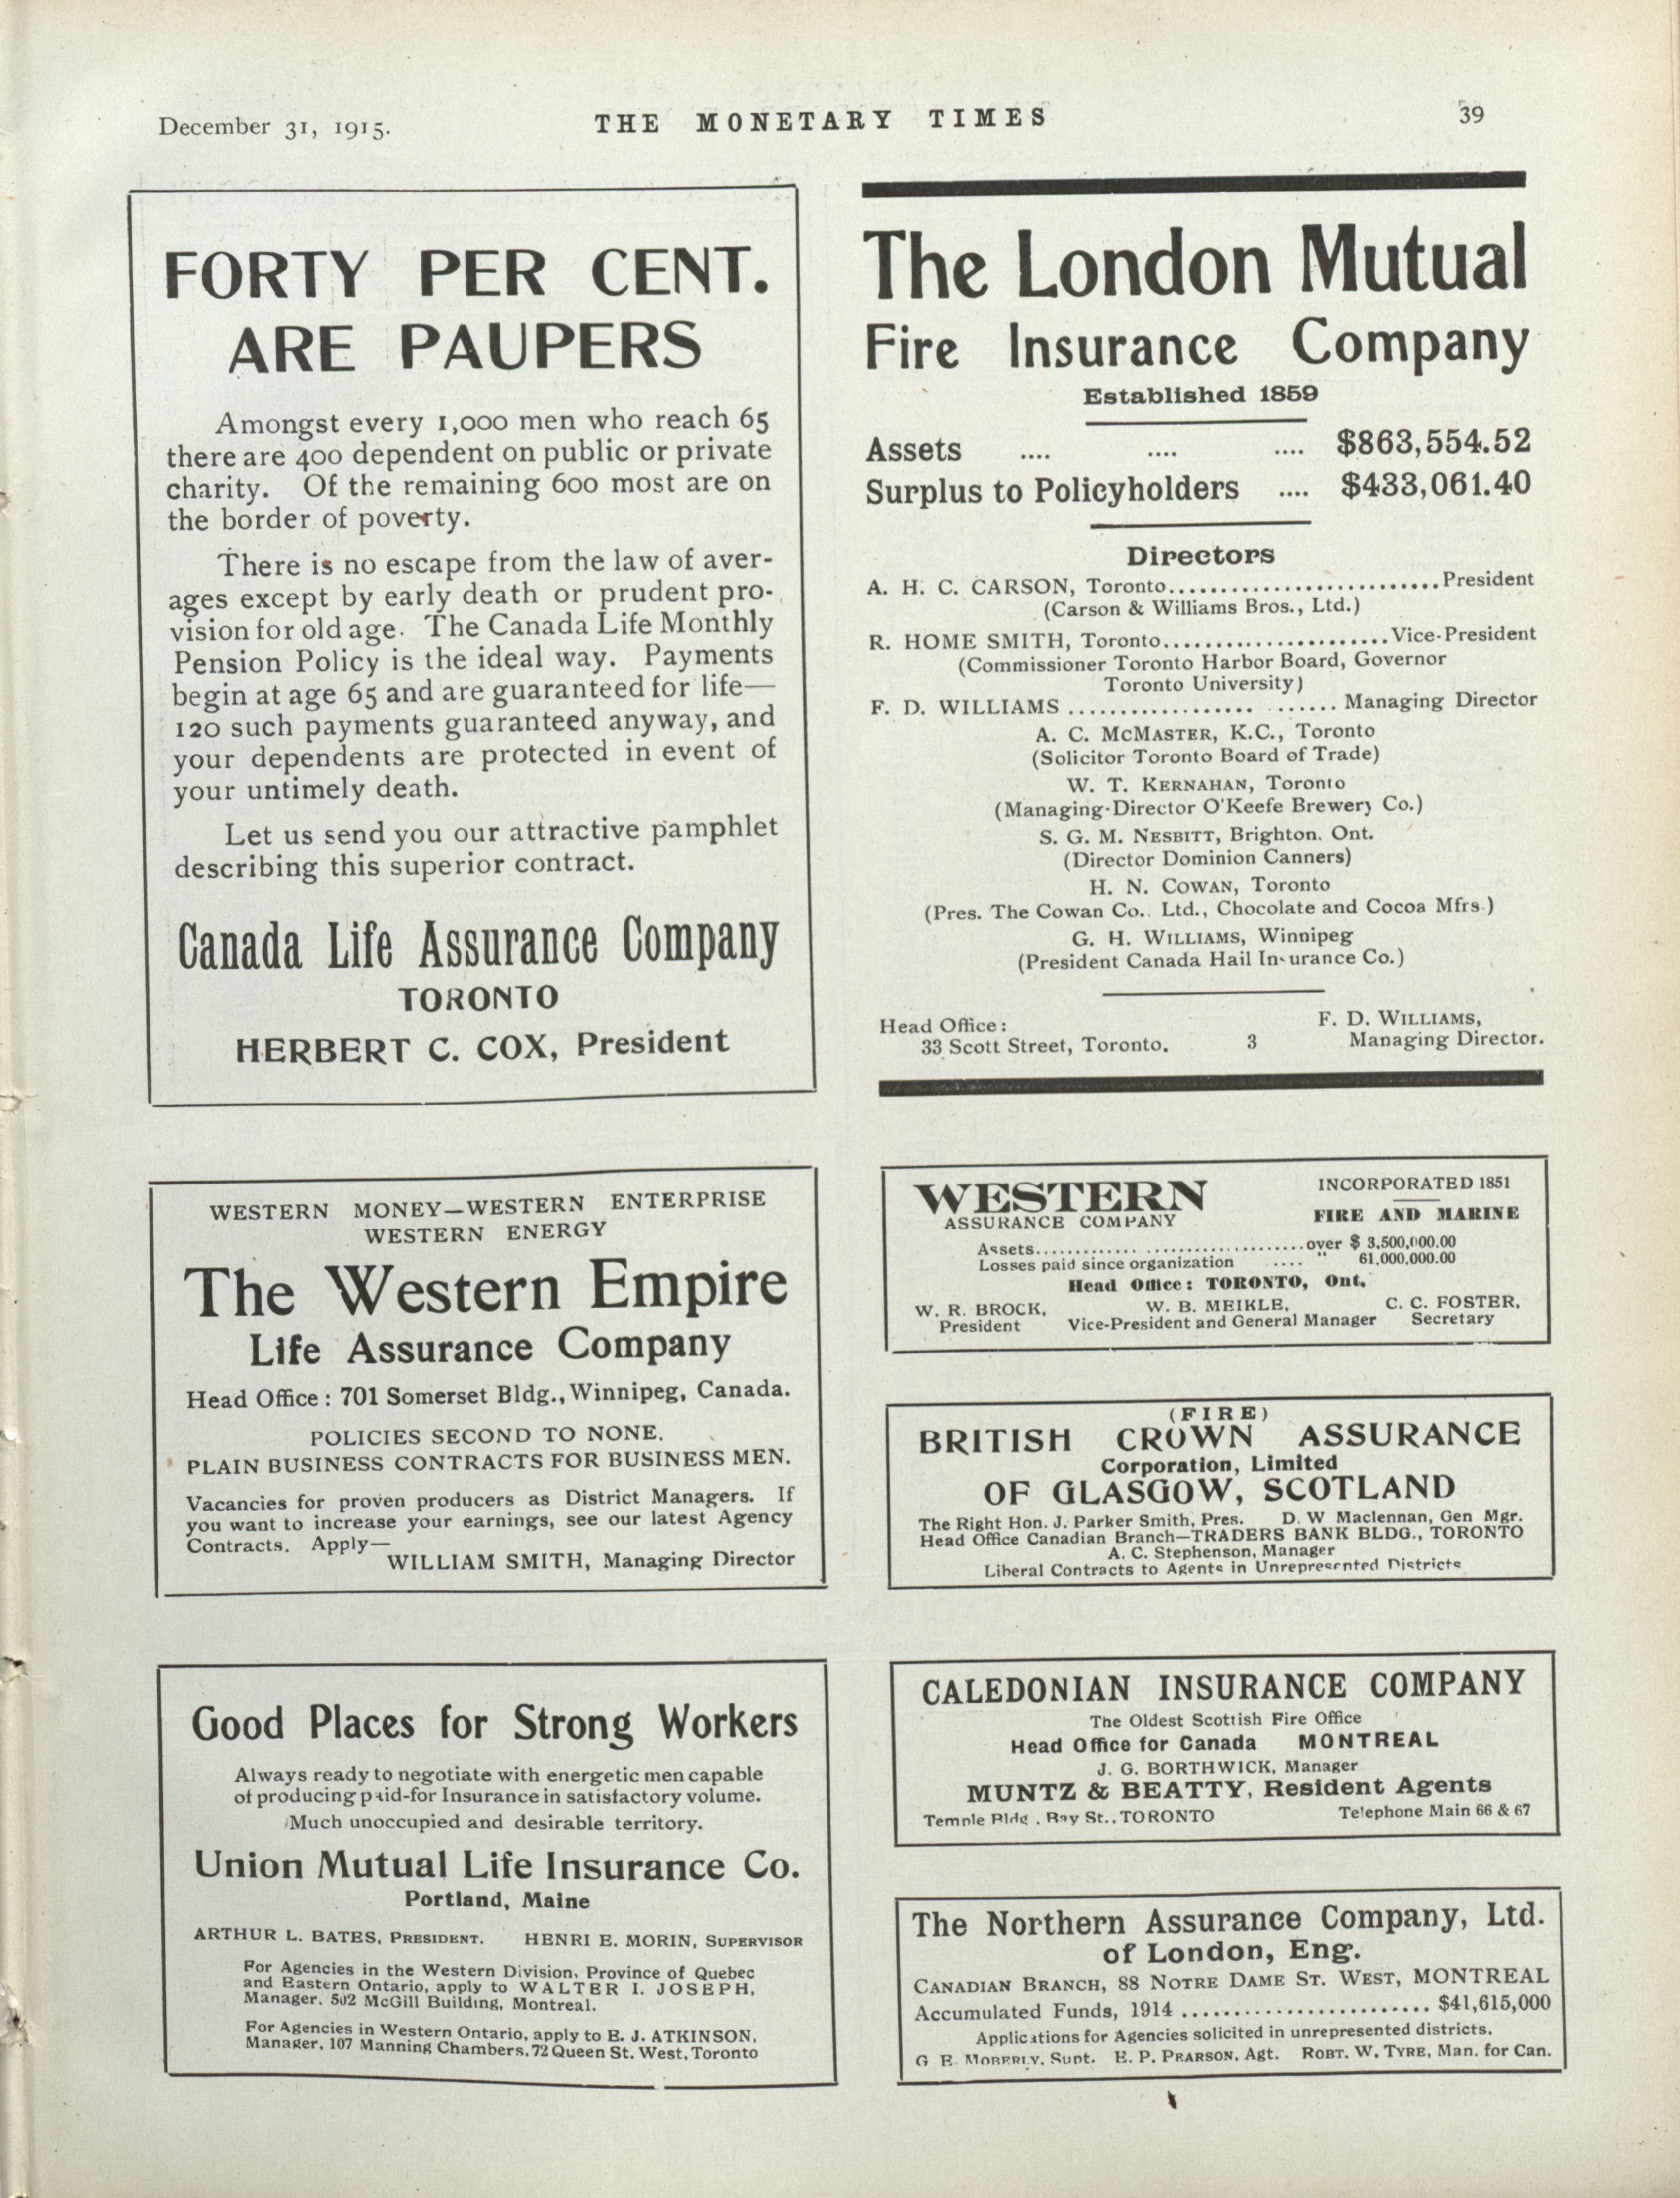 December 31, 1915.
THE MONETARY TIMES
39
FORTY PER CENT.
ARE PAUPERS
Amongst every 1,000 men who reach 65
there are 400 dependent on public or private
charity. Of the remaining 600 most are on
the border of poverty.
There is no escape from the law of aver-
ages except by early death or prudent pro-
vision for old age. The Canada Life Monthly
Pension Policy is the ideal way. Payments
begin at age 65 and are guaranteed for life—
120 such payments guaranteed anyway, and
your dependents are protected in event of
your untimely death.
Let us send you our attractive pamphlet
describing this superior contract.
Canada Life Assurance Company
TORONTO
HERBERT C. COX, President
The London Mutual
Fire Insurance Company
Established 1859
Assets .... .... .... $863,554.52
Surplus to Policyholders .... $433,061.40
Directors
A. H. C. CARSON, Toronto..........................President
(Carson & Williams Bros., Ltd.)
R. HOME SMITH, Toronto......................Vice-President
(Commissioner Toronto Harbor Board, Governor
Toronto University)
F. D. WILLIAMS .................. ....... Managing Director
A. C. McMASTER, K.C., Toronto
(Solicitor Toronto Board of Trade)
W. T. KERNAHAN, Toronto
(Managing-Director O'Keefe Brewery Co.)
S. G. M. NESBITT, Brighton. Ont.
(Director Dominion Canners)
H. N. COWAN, Toronto
(Pres. The Cowan Co.. Ltd., Chocolate and Cocoa Mfrs.)
G. H. WILLIAMS, Winnipeg
(President Canada Hail Insurance Co.)
Head Office:
33 Scott Street, Toronto.
3
F. D. WILLIAMS,
Managing Director.
WESTERN MONEY—WESTERN ENTERPRISE
WESTERN ENERGY
The Western Empire
Life Assurance Company
Head Office: 701 Somerset Bldg., Winnipeg, Canada.
POLICIES SECOND TO NONE.
PLAIN BUSINESS CONTRACTS FOR BUSINESS MEN.
Vacancies for proven producers as District Managers. If
you want to increase your earnings, see our latest Agency
Contracts. Apply—
WILLIAM SMITH, Managing Director
WESTERN
ASSURANCE COMPANY
INCORPORATED 1851
FIRE AND MARINE
Assets.................................over $ 3,500,000.00
Losses paid since organization .... " 61,000,000.00
Head Office: TORONTO, Ont.
W. R. BROCK,
President
W. B. MEIKLE,
Vice-President and General Manager
C. C. FOSTER,
Secretary
(FIRE)
BRITISH CROWN ASSURANCE
Corporation, Limited
OF GLASGOW, SCOTLAND
The Right Hon. J. Parker Smith, Pres. D. W Maclennan, Gen Mgr.
Head Office Canadian Branch—TRADERS BANK BLDG., TORONTO
A. C. Stephenson, Manager
Liberal Contracts to Agents in Unrepresented Districts
Good Places for Strong Workers
Always ready to negotiate with energetic men capable
of producing paid-for Insurance in satisfactory volume.
Much unoccupied and desirable territory.
Union Mutual Life Insurance Co.
Portland, Maine
ARTHUR L. BATES, PRESIDENT. HENRI E. MORIN, SUPERVISOR
For Agencies in the Western Division, Province of Quebec
and Eastern Ontario, apply to WALTER I. JOSEPH,
Manager, 502 McGill Building, Montreal.
For Agencies in Western Ontario, apply to E. J. ATKINSON,
Manager, 107 Manning Chambers, 72 Queen St. West, Toronto
CALEDONIAN INSURANCE COMPANY
The Oldest Scottish Fire Office
Head Office for Canada MONTREAL
J. G. BORTHWICK, Manager
MUNTZ & BEATTY, Resident Agents
Temple Bldg., Bay St., TORONTO Telephone Main 66 & 67
The Northern Assurance Company, Ltd.
of London, Eng.
CANADIAN BRANCH, 88 NOTRE DAME ST. WEST, MONTREAL
Accumulated Funds, 1914 ........................ $41,615,000
Applications for Agencies solicited in unrepresented districts.
G E. MOBERLY, Supt. E. P. PEARSON, Agt. ROBT. W. TYRE, Man. for Can.